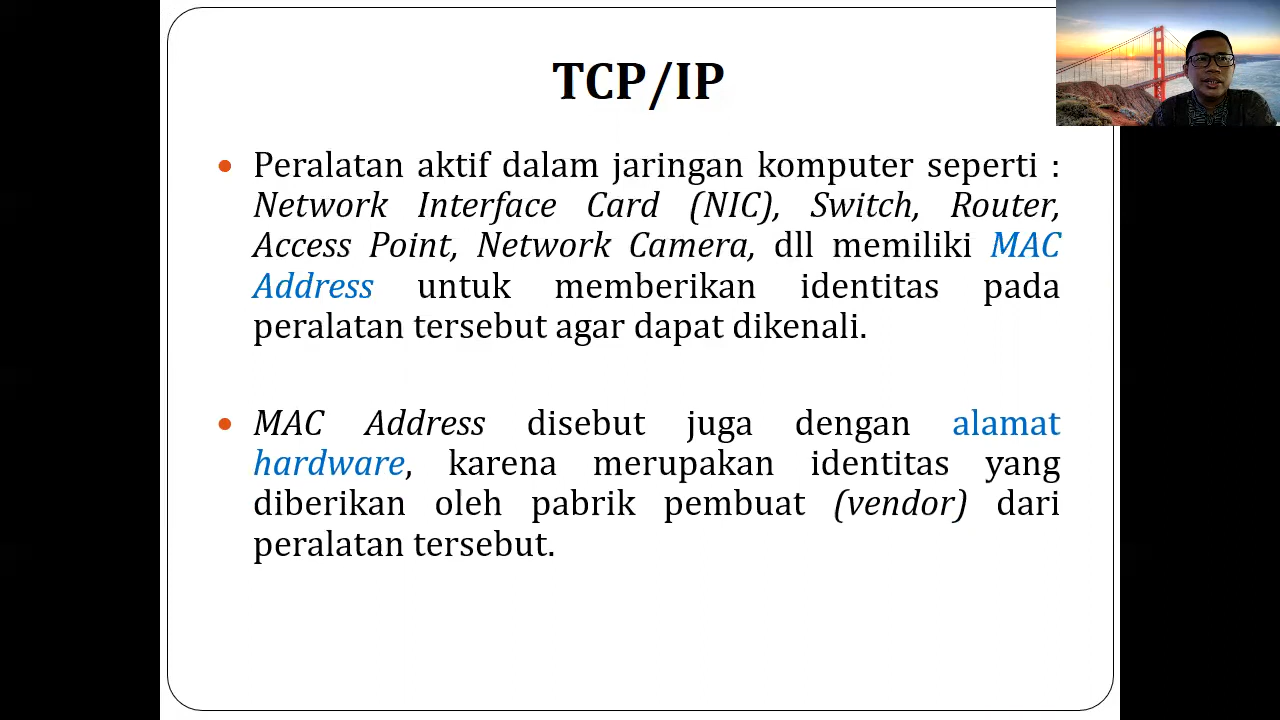 TCP/IP
Peralatan aktif dalam jaringan komputer seperti :
Network Interface Card (NIC), Switch, Router,
Access Point, Network Camera, dll memiliki MAC
Address untuk memberikan identitas pada
peralatan tersebut agar dapat dikenali.
MAC Address disebut juga dengan alamat
hardware, karena merupakan identitas yang
diberikan oleh pabrik pembuat (vendor) dari
peralatan tersebut.